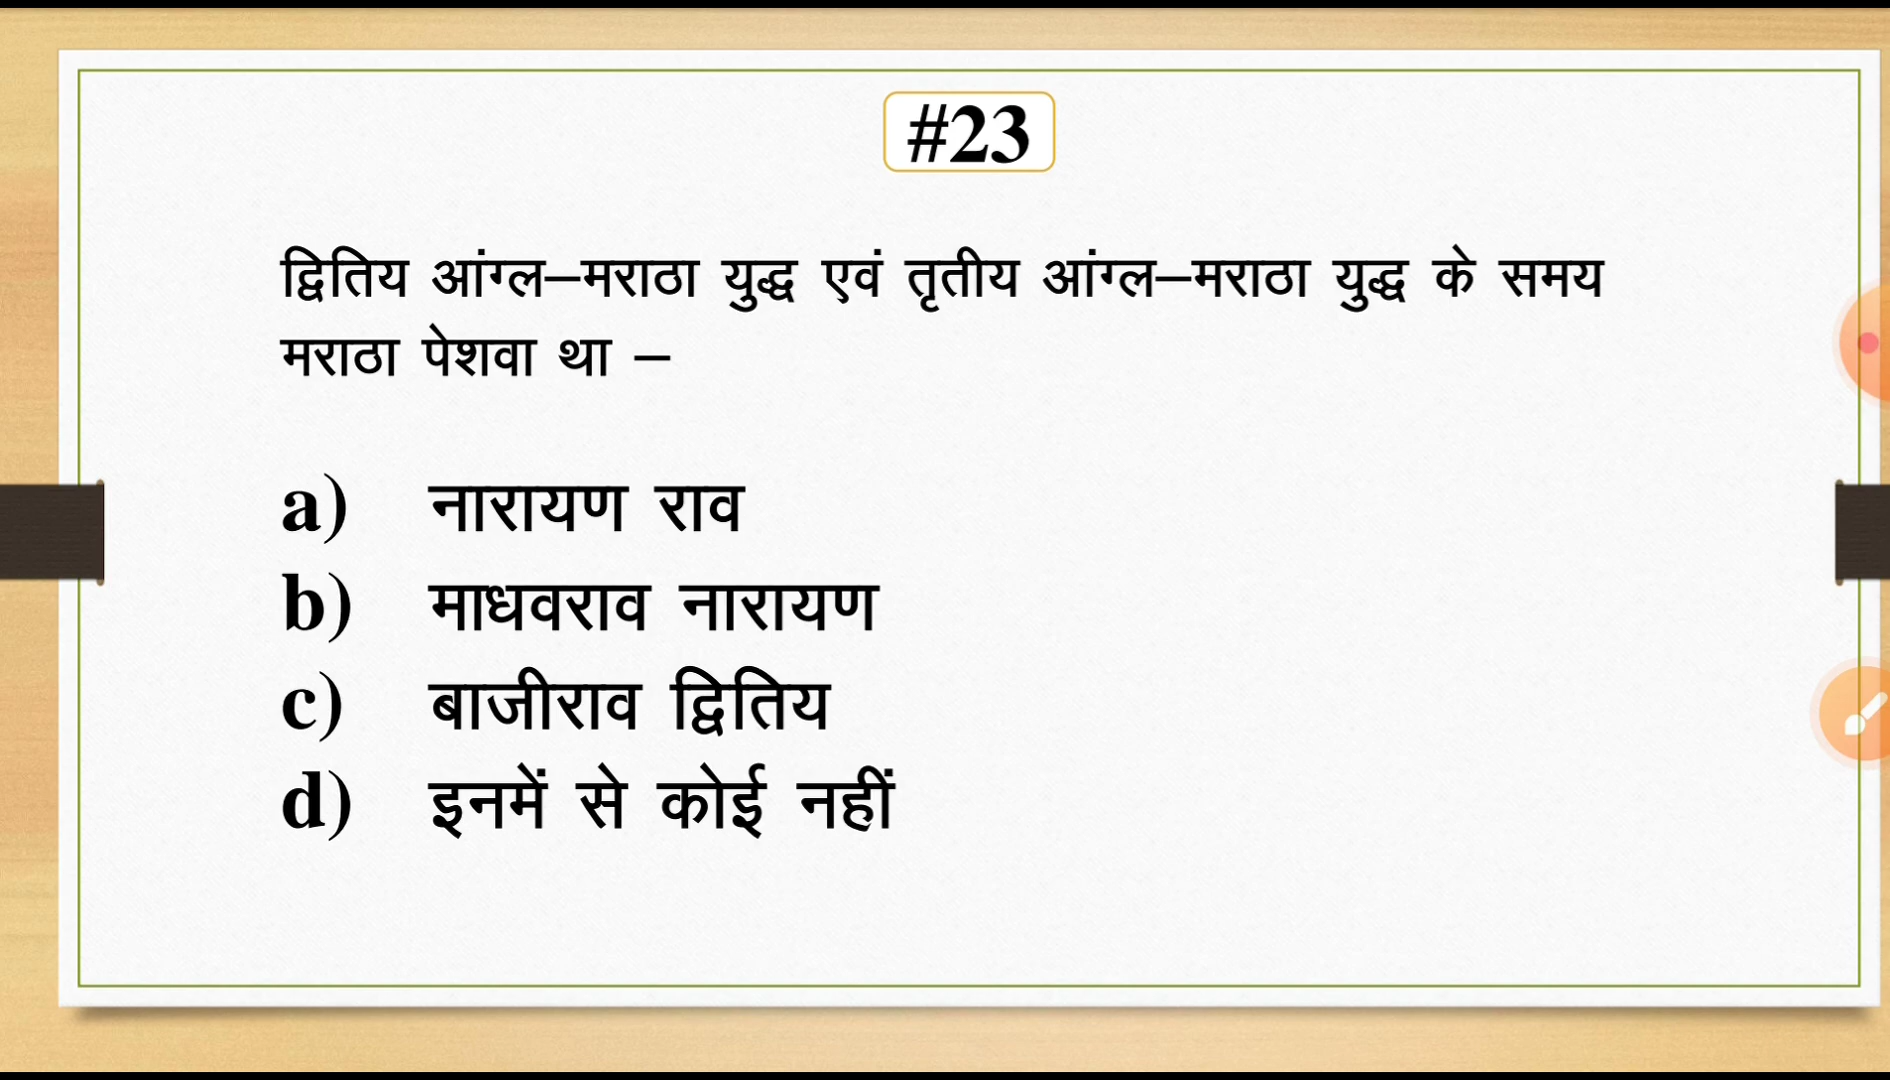 #23
द्वितिय आंग्ल–मराठा युद्ध एवं तृतीय आंग्ल–मराठा युद्ध के समय
मराठा पेशवा था –
a) नारायण राव
b) माधवराव नारायण
c) बाजीराव द्वितिय
d) इनमें से कोई नहीं